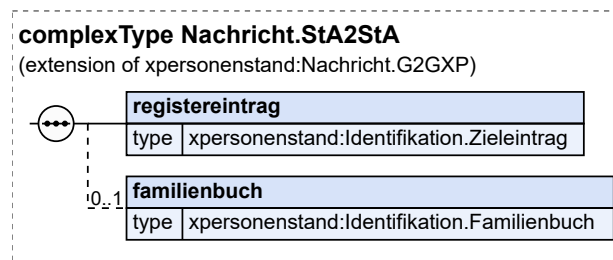 complexType Nachricht.StA2StA
(extension of xpersonenstand:Nachricht.G2GXP)
registereintrag
type xpersonenstand:Identifikation.Zieleintrag
0..1
familienbuch
type xpersonenstand:Identifikation.Familienbuch